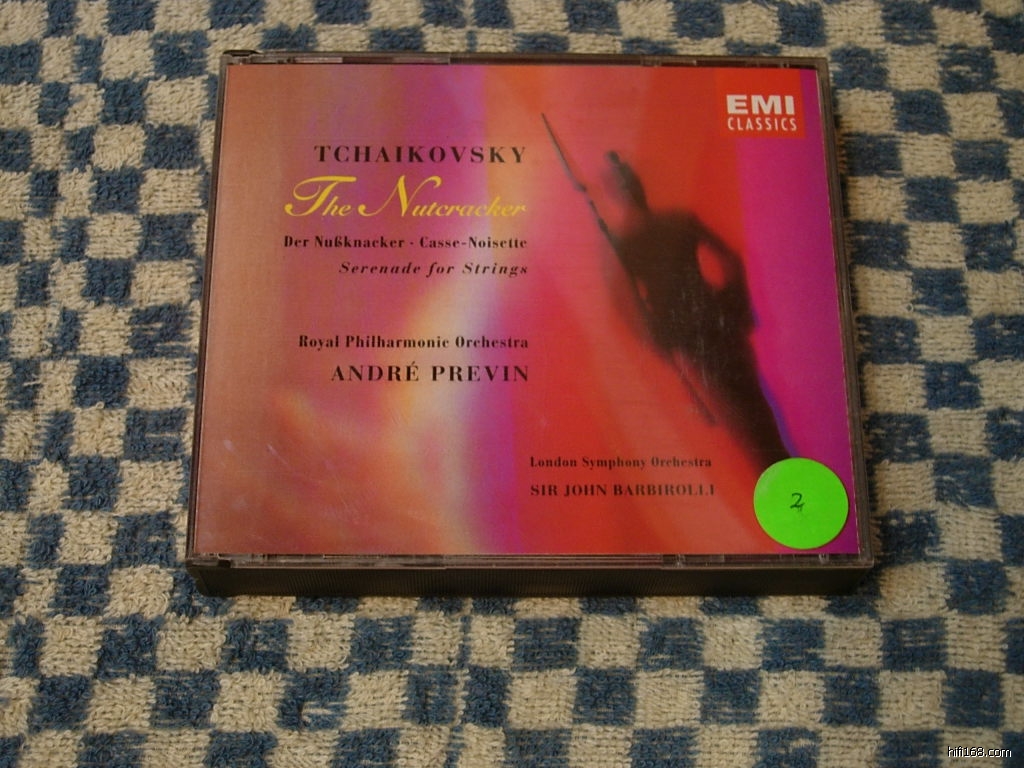 EMI
CLASSICS
TCHAIKOVSKY
The Nutcracker
Der Nußknacker · Casse-Noisette
Serenade for Strings
Royal Philharmonic Orchestra
ANDRÉ PREVIN
London Symphony Orchestra
SIR JOHN BARBIROLLI
2
hifi168.com